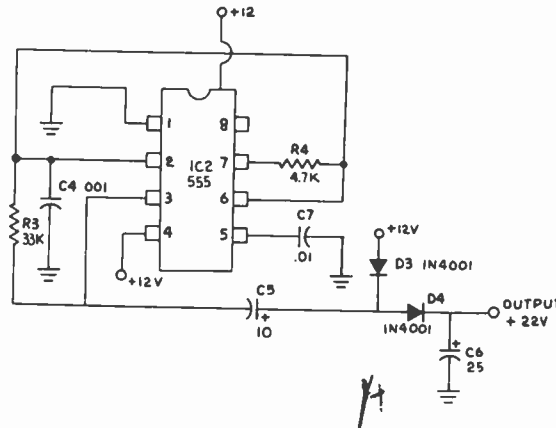 +12
1
8
2
7
R4
4.7K
IC2
555
C4 .001
3
6
R3
33K
4
5
C7
.01
+12V
+12V
D3 1N4001
C5
+
10
D4
1N4001
OUTPUT
+ 22V
+
C6
25